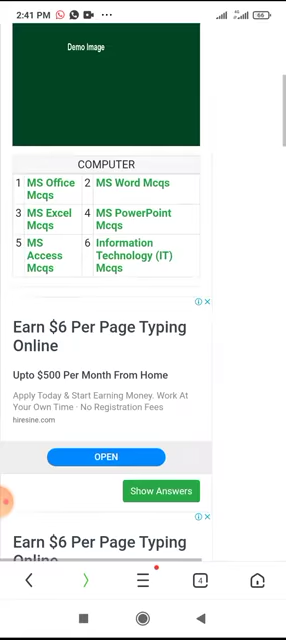 2:41 PM
4G
66
Demo Image
COMPUTER
1 MS Office Mcqs 2 MS Word Mcqs
3 MS Excel Mcqs 4 MS PowerPoint Mcqs
5 MS Access Mcqs 6 Information Technology (IT) Mcqs
Earn $6 Per Page Typing
Online
Upto $500 Per Month From Home
Apply Today & Start Earning Money. Work At
Your Own Time · No Registration Fees
hiresine.com
OPEN
Show Answers
Earn $6 Per Page Typing
Online
4